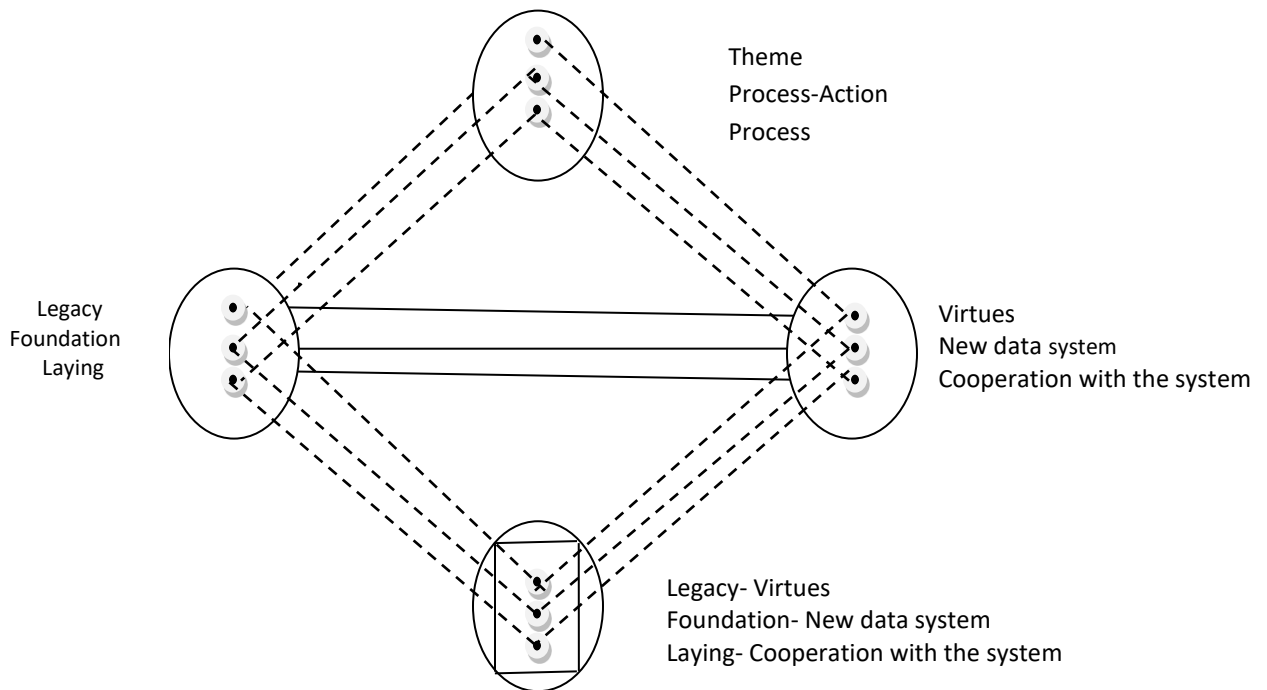 Theme
Process-Action
Process
Legacy
Foundation
Laying
Virtues
New data system
Cooperation with the system
Legacy- Virtues
Foundation- New data system
Laying- Cooperation with the system